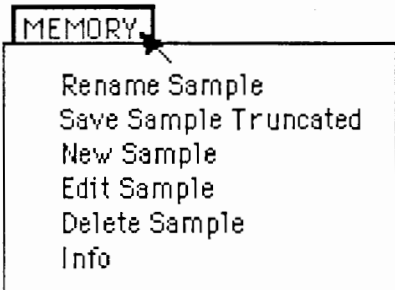 MEMORY
Rename Sample
Save Sample Truncated
New Sample
Edit Sample
Delete Sample
Info